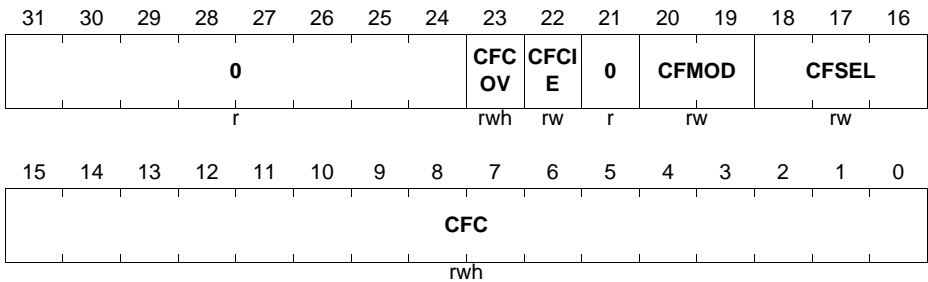 31 30 29 28 27 26 25 24 23 22 21 20 19 18 17 16
0 CFC OV CFCI E 0 CFMOD CFSEL
r rwh rw r rw rw
15 14 13 12 11 10 9 8 7 6 5 4 3 2 1 0
CFC
rwh